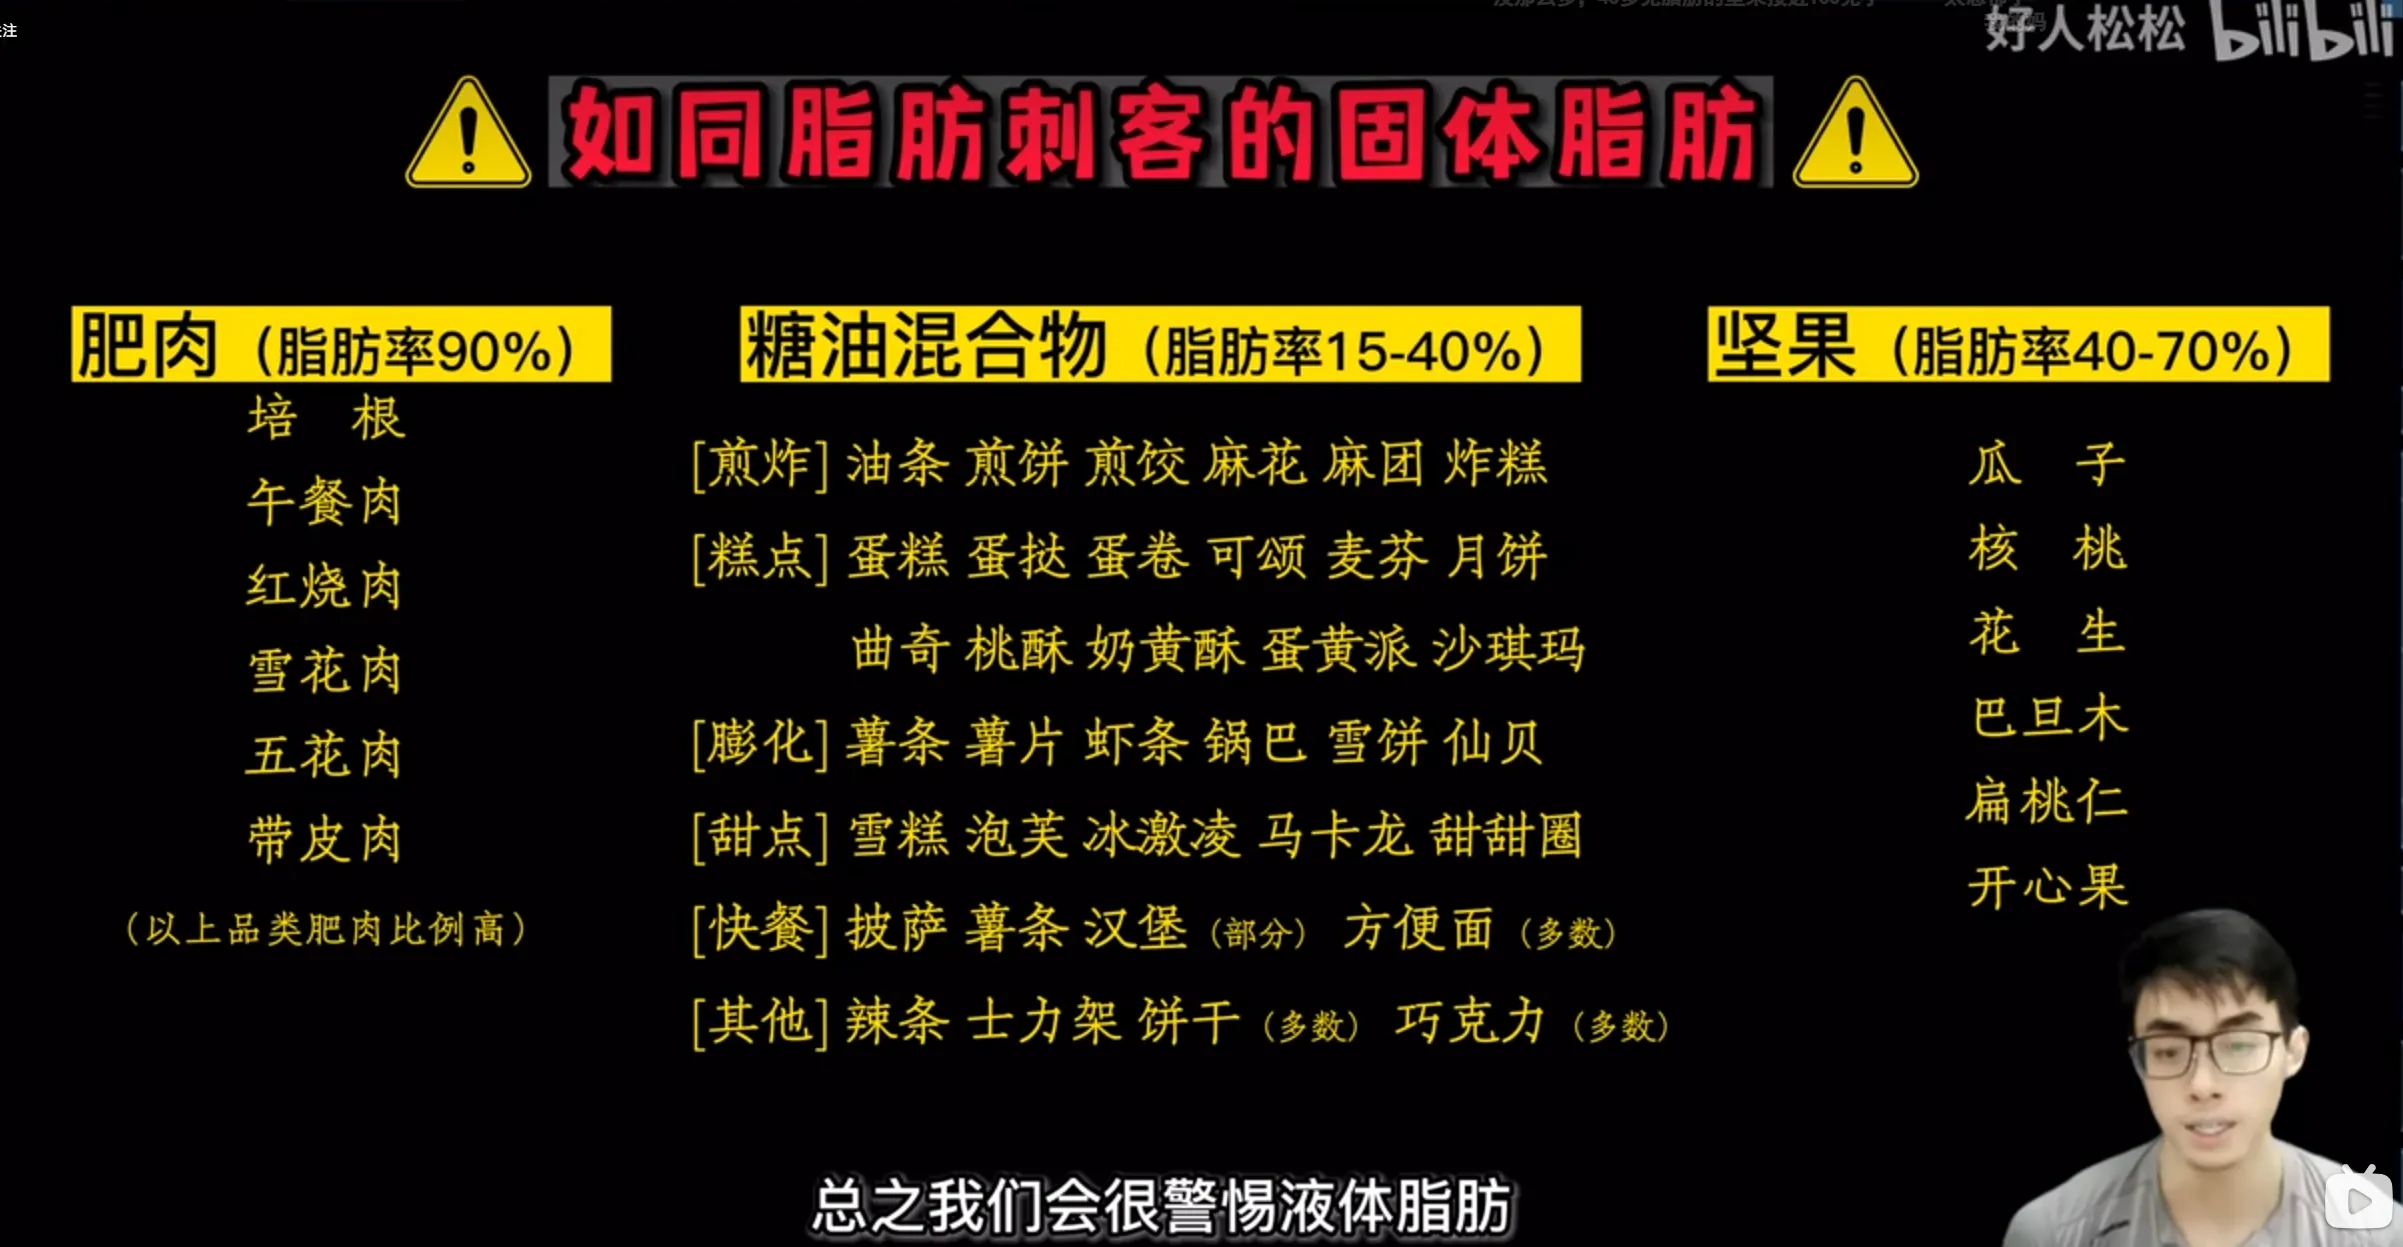 注
好人松松 bilibili
如同脂肪刺客的固体脂肪
肥肉（脂肪率90%）
培 根
午餐肉
红烧肉
雪花肉
五花肉
带皮肉
（以上品类肥肉比例高）
糖油混合物（脂肪率15-40%）
[煎炸] 油条 煎饼 煎饺 麻花 麻团 炸糕
[糕点] 蛋糕 蛋挞 蛋卷 可颂 麦芬 月饼
曲奇 桃酥 奶黄酥 蛋黄派 沙琪玛
[膨化] 薯条 薯片 虾条 锅巴 雪饼 仙贝
[甜点] 雪糕 泡芙 冰激凌 马卡龙 甜甜圈
[快餐] 披萨 薯条 汉堡（部分） 方便面（多数）
[其他] 辣条 士力架 饼干（多数） 巧克力（多数）
坚果（脂肪率40-70%）
瓜 子
核 桃
花 生
巴旦木
扁桃仁
开心果
总之我们会很警惕液体脂肪